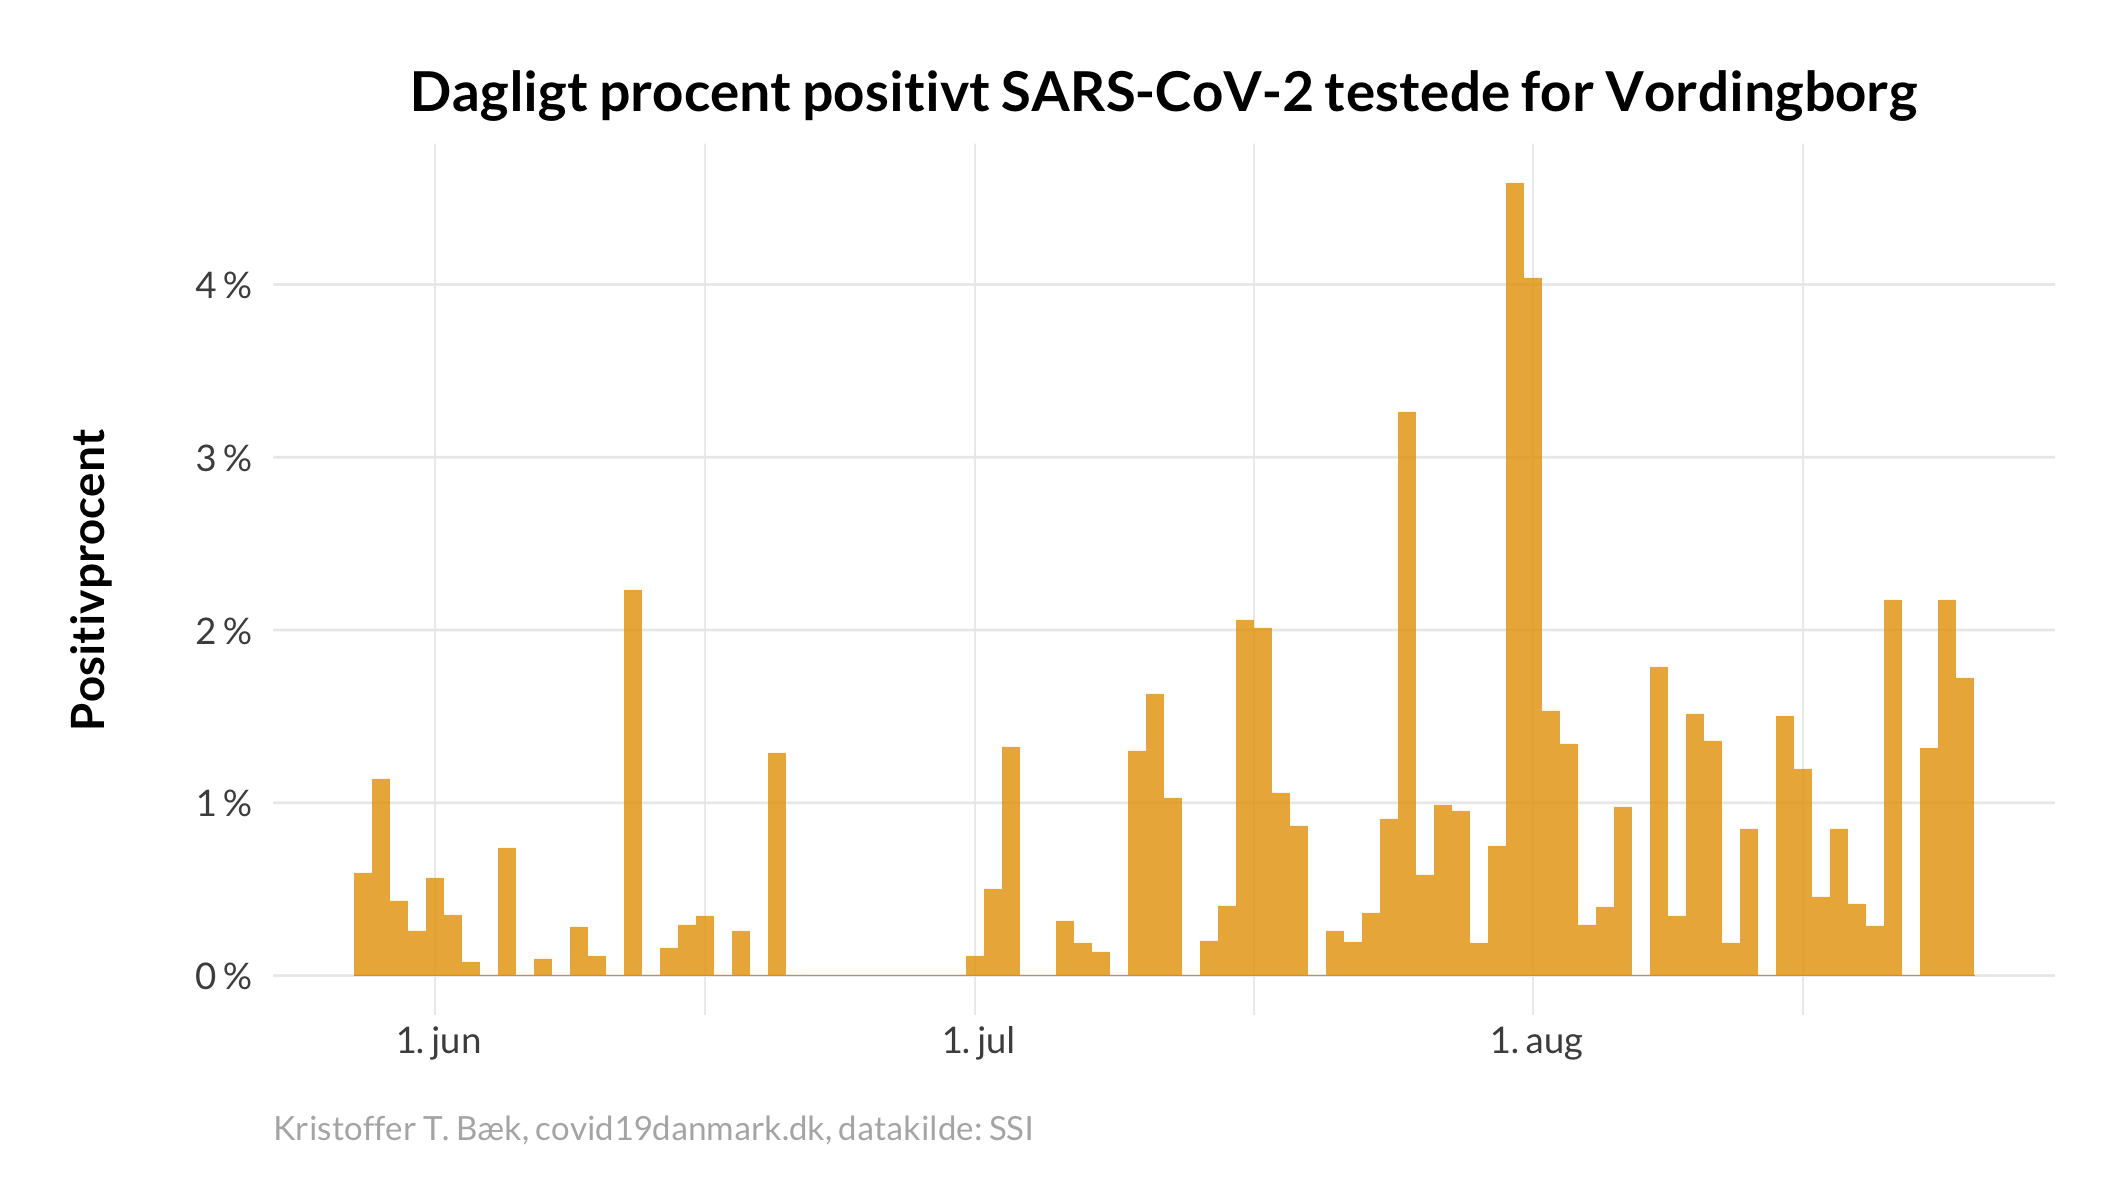 Dagligt procent positivt SARS-CoV-2 testede for Vordingborg
Positivprocent
4 %
3 %
2 %
1 %
0 %
1. jun
1. jul
1. aug
Kristoffer T. Bæk, covid19danmark.dk, datakilde: SSI